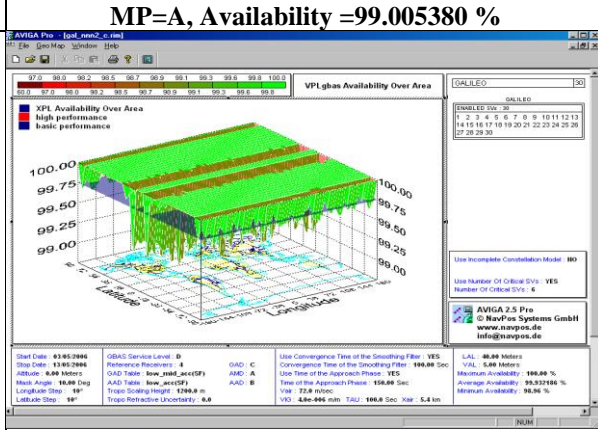 MP=A, Availability =99.005380 %
AVIGA Pro - [gal_nnn2_c.rim]
File GeoMap Window Help
97.0 98.0 98.2 98.5 98.7 98.9 99.1 99.3 99.6 99.8 100.0
60.0 97.0 98.0 98.2 98.5 98.7 98.9 99.1 99.3 99.6 99.8
VPLgbas Availability Over Area
GALILEO 30
XPL Availability Over Area
high performance
basic performance
GALILEO
ENABLED SVs : 30
1 2 3 4 5 6 7 8 9 10 11 12 13
14 15 16 17 18 19 20 21 22 23 24 25 26
27 28 29 30
100.00
99.75
99.50
99.25
99.00
100.00
99.75
99.50
99.25
99.00
Latitude
Longitude
Use Incomplete Constellation Model : NO
Use Number Of Critical SVs : YES
Number Of Critical SVs : 6
AVIGA 2.5 Pro
© NavPos Systems GmbH
www.navpos.de
info@navpos.de
Start Date : 03/05/2006
Stop Date : 13/05/2006
Altitude : 0.00 Meters
Mask Angle : 10.00 Deg
Longitude Step : 10°
Latitude Step : 10°
GBAS Service Level : D
Reference Receivers : 4 GAD : C
GAD Table : low_mid_acc(SF) AMD : A
AAD Table : low_acc(SF) AAD : B
Tropo Scaling Height : 1200.0 m
Tropo Refractive Uncertainty : 0.0
Use Convergence Time of the Smoothing Filter : YES
Convergence Time of the Smoothing Filter : 100.00 Sec
Use Time of the Approach Phase : YES
Time of the Approach Phase : 150.00 Sec
Vair : 72.0 m/sec
VIG : 4.0e-006 m/m TAU : 100.0 Sec Xair : 5.4 km
LAL : 40.00 Meters
VAL : 5.00 Meters
Maximum Availability : 100.00 %
Average Availability : 99.932186 %
Minimum Availability : 98.96 %
NUM